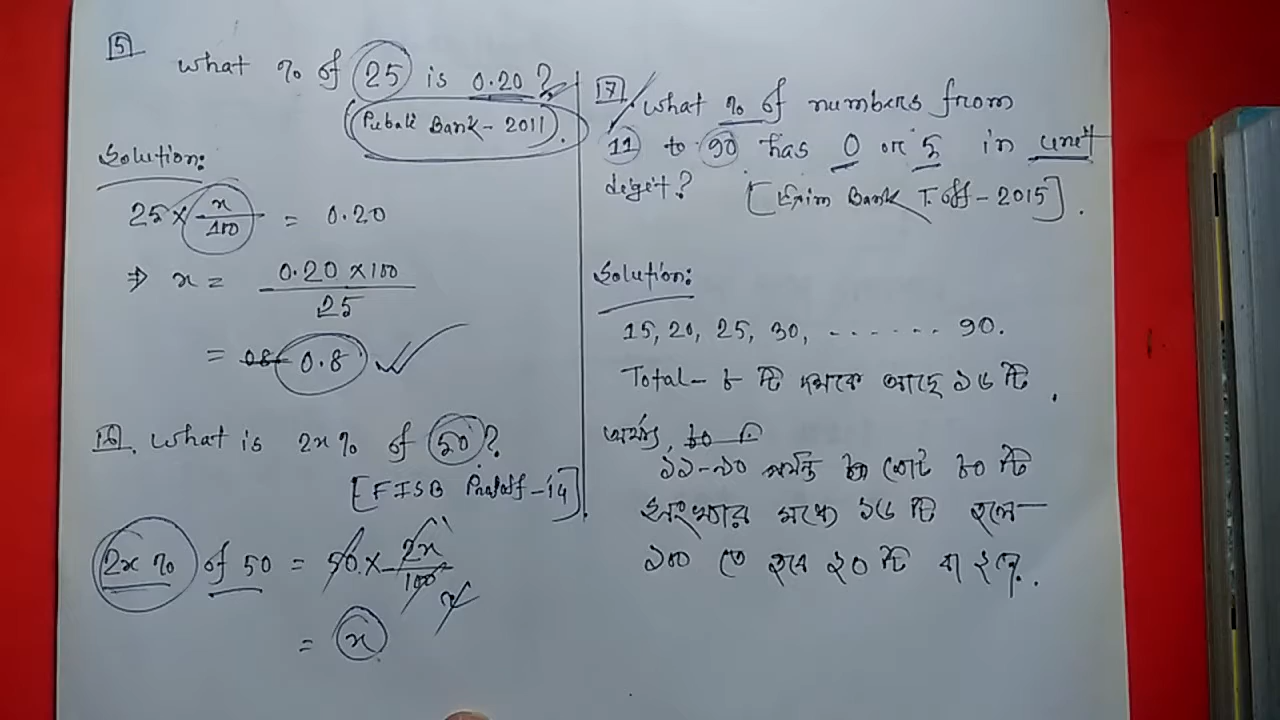 5
What % of 25 is 0.20?
(Pubali Bank - 2011).
Solution:
25 × x/100 = 0.20
⇒ x = 0.20 × 100 / 25
= 0.8
16. What is 2x% of 50?
[FISB - 14]
2x% of 50 = 50 × 2x/100
= x
17. What % of numbers from
11 to 90 has 0 or 5 in unit
digit? [Exim Bank T. Off - 2015].
Solution:
15, 20, 25, 30, ...... 90.
Total - ৮ টি দশকে আছে ১৬ টি.
অর্থাৎ,
১১-৯০ পর্যন্ত মোট ৮০ টি
সংখ্যার মধ্যে ১৬ টি হলে—
১০০ তে হবে ২০ টি বা ২০%.